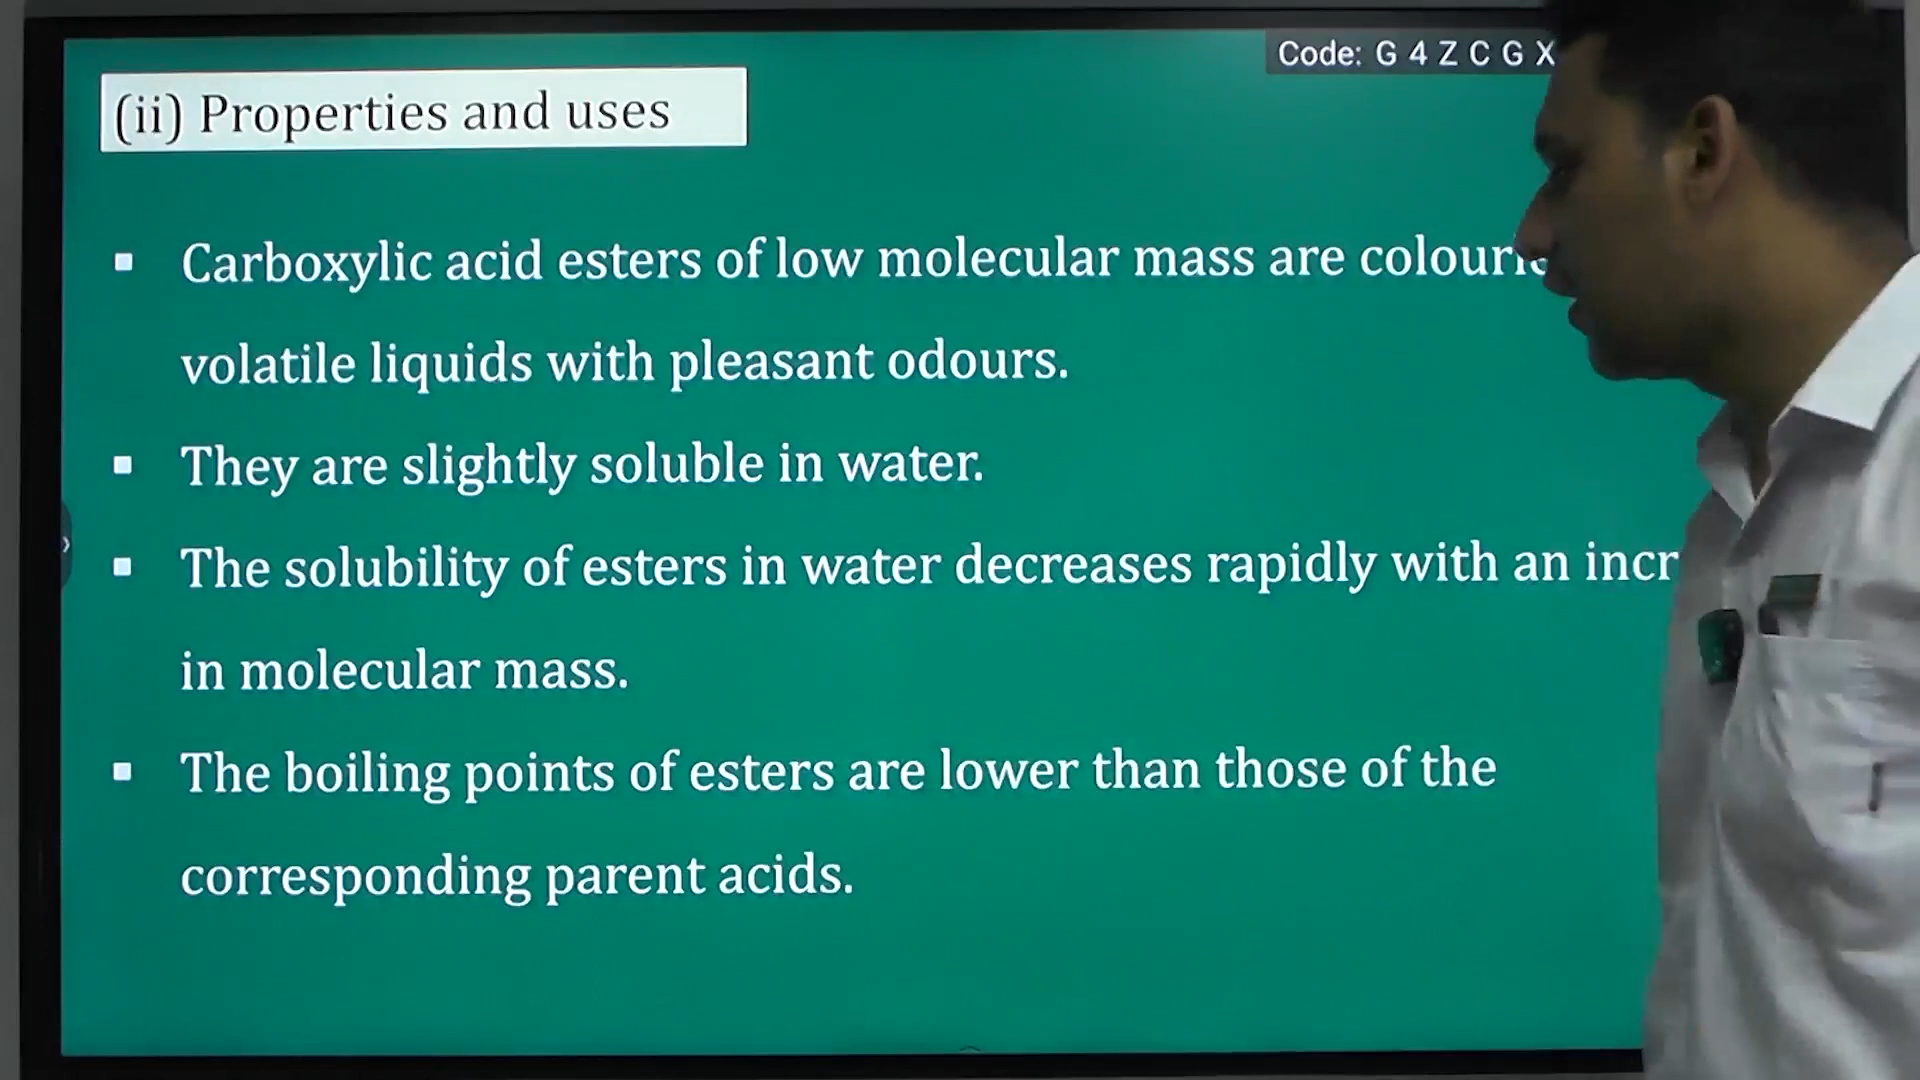 Code: G 4 Z C G X
(ii) Properties and uses
▪ Carboxylic acid esters of low molecular mass are
volatile liquids with pleasant odours.
▪ They are slightly soluble in water.
▪ The solubility of esters in water decreases rapidly with an
in molecular mass.
▪ The boiling points of esters are lower than those of the
corresponding parent acids.